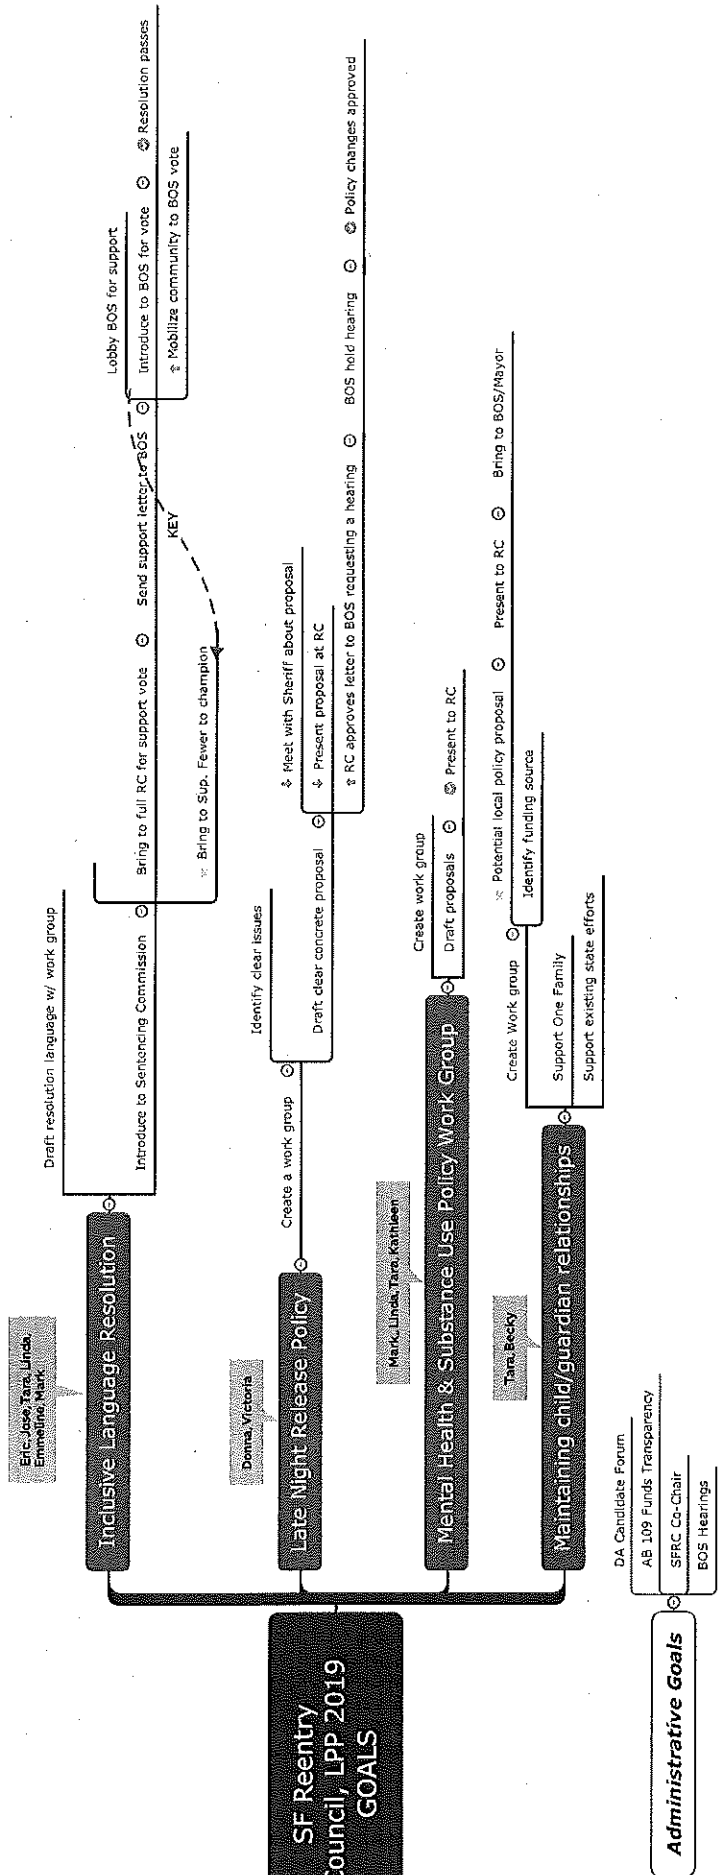 SF Reentry
Council, LPP 2019
GOALS
Eric, Jose, Tara, Linda,
Emmeline, Mark
Inclusive Language Resolution
Draft resolution language w/ work group
Introduce to Sentencing Commission
Bring to full RC for support vote
Bring to Sup. Fewer to champion
Send support letter to BOS
KEY
Lobby BOS for support
Introduce to BOS for vote
Mobilize community to BOS vote
Resolution passes
Donna, Victoria
Late Night Release Policy
Create a work group
Identify clear issues
Draft clear concrete proposal
Meet with Sheriff about proposal
Present proposal at RC
RC approves letter to BOS requesting a hearing
BOS hold hearing
Policy changes approved
Mark, Linda, Tara, Kathleen
Mental Health & Substance Use Policy Work Group
Create work group
Draft proposals
Present to RC
Tara, Becky
Maintaining child/guardian relationships
Create Work group
Potential local policy proposal
Present to RC
Bring to BOS/Mayor
Identify funding source
Support One Family
Support existing state efforts
Administrative Goals
DA Candidate Forum
AB 109 Funds Transparency
SFRC Co-Chair
BOS Hearings